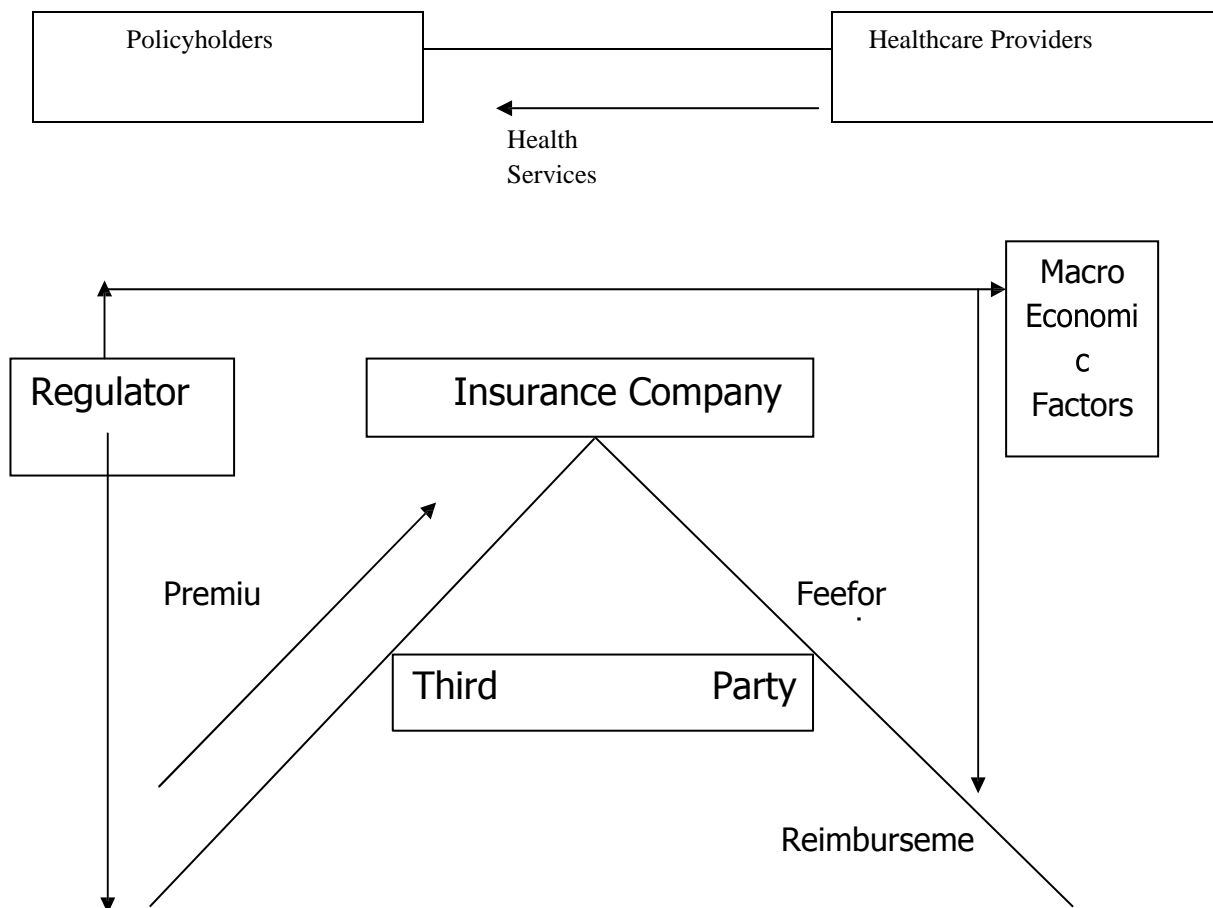 Policyholders
Healthcare Providers
Health
Services
Macro
Economi
c
Factors
Regulator
Insurance Company
Premiu
Feefor
Third Party
Reimburseme